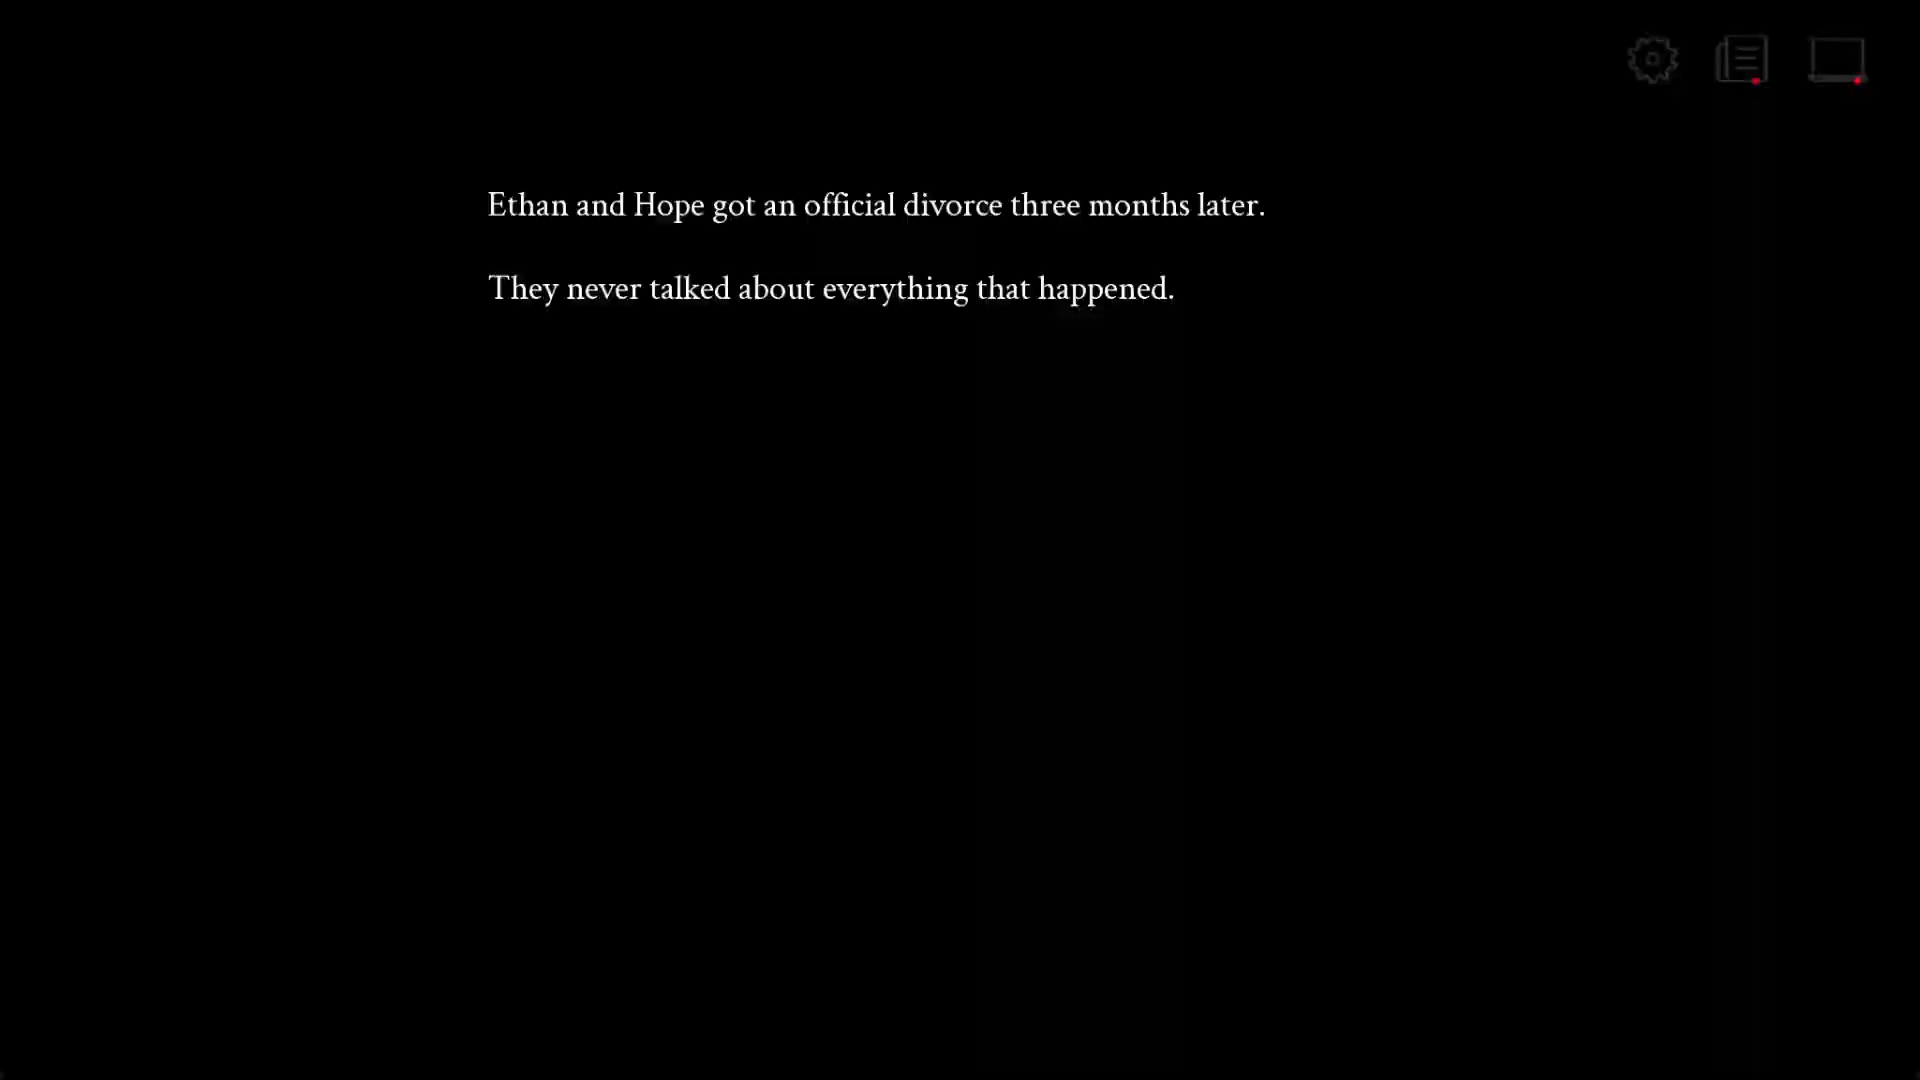 Ethan and Hope got an official divorce three months later.
They never talked about everything that happened.